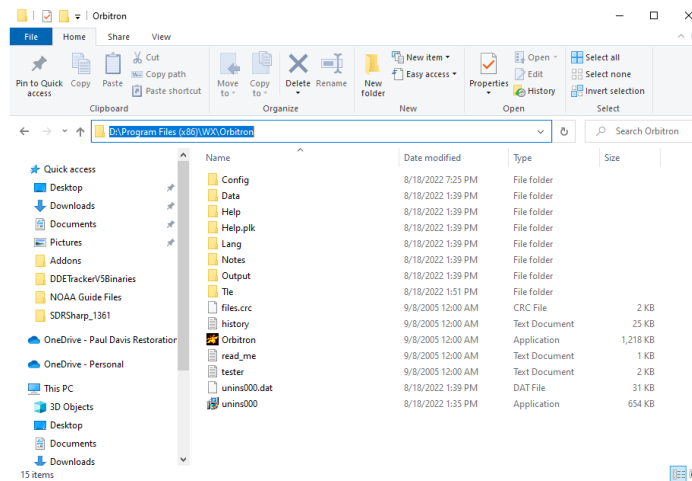 Orbitron
File Home Share View
Pin to Quick access
Copy
Paste
Cut
Copy path
Paste shortcut
Clipboard
Move to
Copy to
Delete
Rename
Organize
New folder
New item
Easy access
New
Properties
Open
Edit
History
Open
Select all
Select none
Invert selection
Select
D:\Program Files (x86)\WX\Orbitron
Search Orbitron
Quick access
Desktop
Downloads
Documents
Pictures
Addons
DDETrackerV5Binaries
NOAA Guide Files
SDRSharp_1361
OneDrive - Paul Davis Restoration
OneDrive - Personal
This PC
3D Objects
Desktop
Documents
Downloads
Name Date modified Type Size
Config 8/18/2022 7:25 PM File folder
Data 8/18/2022 1:39 PM File folder
Help 8/18/2022 1:39 PM File folder
Help.plk 8/18/2022 1:39 PM File folder
Lang 8/18/2022 1:39 PM File folder
Notes 8/18/2022 1:39 PM File folder
Output 8/18/2022 1:39 PM File folder
Tle 8/18/2022 1:51 PM File folder
files.crc 9/8/2005 12:00 AM CRC File 2 KB
history 9/8/2005 12:00 AM Text Document 25 KB
Orbitron 9/8/2005 12:00 AM Application 1,218 KB
read_me 9/8/2005 12:00 AM Text Document 1 KB
tester 9/8/2005 12:00 AM Text Document 2 KB
unins000.dat 8/18/2022 1:39 PM DAT File 31 KB
unins000 8/18/2022 1:35 PM Application 654 KB
15 items